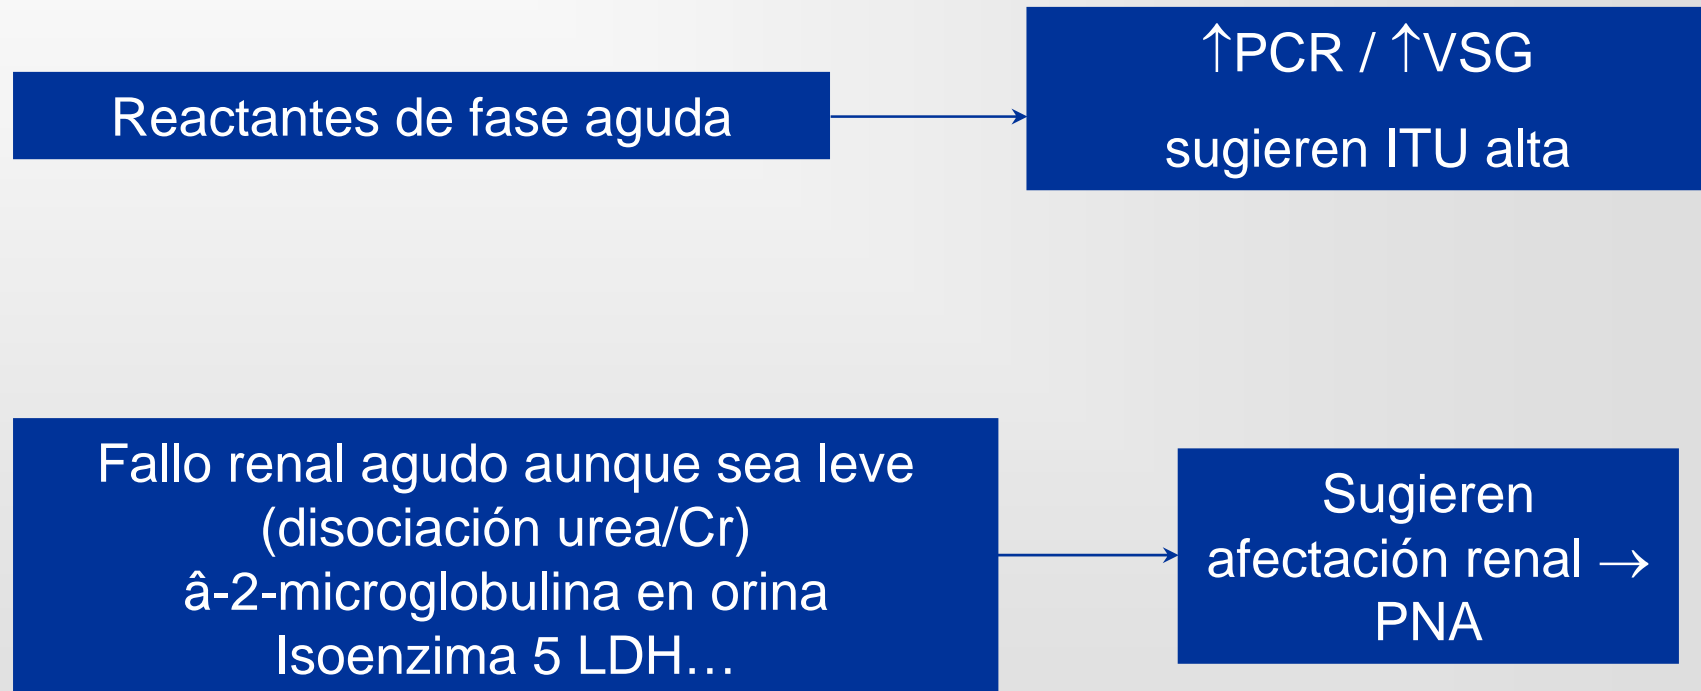 Reactantes de fase aguda
↑PCR / ↑VSG
sugieren ITU alta
Fallo renal agudo aunque sea leve
(disociación urea/Cr)
â-2-microglobulina en orina
Isoenzima 5 LDH…
Sugieren
afectación renal →
PNA